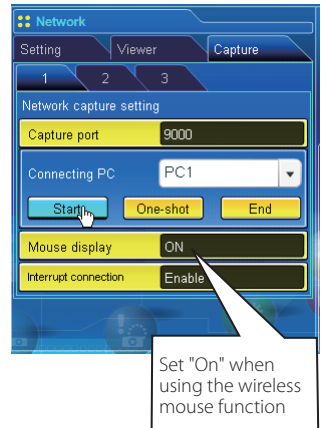 Network
Setting Viewer Capture
1 2 3
Network capture setting
Capture port 9000
Connecting PC PC1
Start One-shot End
Mouse display ON
Interrupt connection Enable
Set "On" when
using the wireless
mouse function